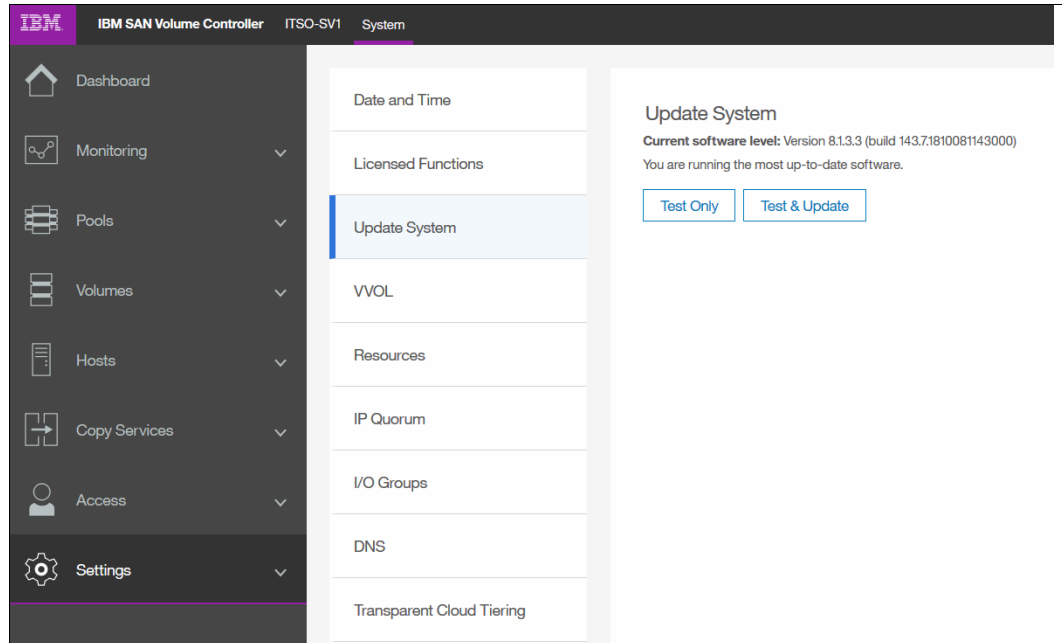 IBM IBM SAN Volume Controller ITSO-SV1 System
Dashboard
Monitoring
Pools
Volumes
Hosts
Copy Services
Access
Settings
Date and Time
Licensed Functions
Update System
VVOL
Resources
IP Quorum
I/O Groups
DNS
Transparent Cloud Tiering
Update System
Current software level: Version 8.1.3.3 (build 143.7.1810081143000)
You are running the most up-to-date software.
Test Only Test & Update